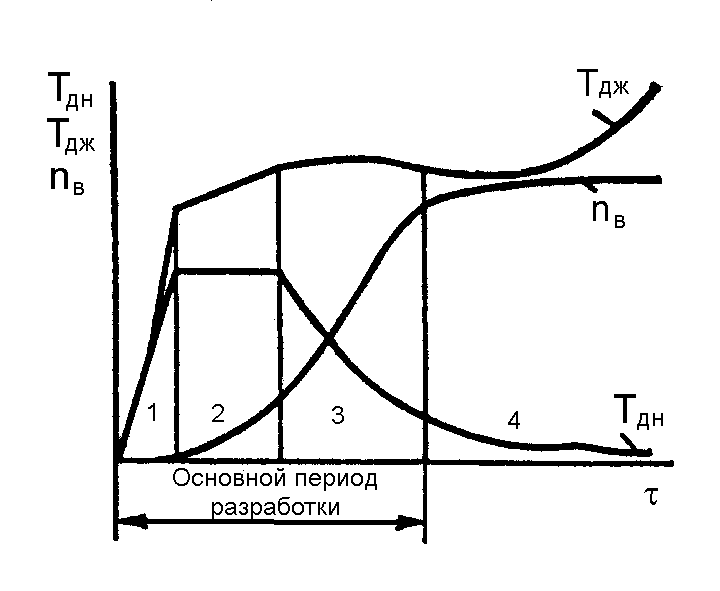 Tдн
Tдж
nв
Tдж
nв
1
2
3
4
Tдн
Основной период
разработки
τ